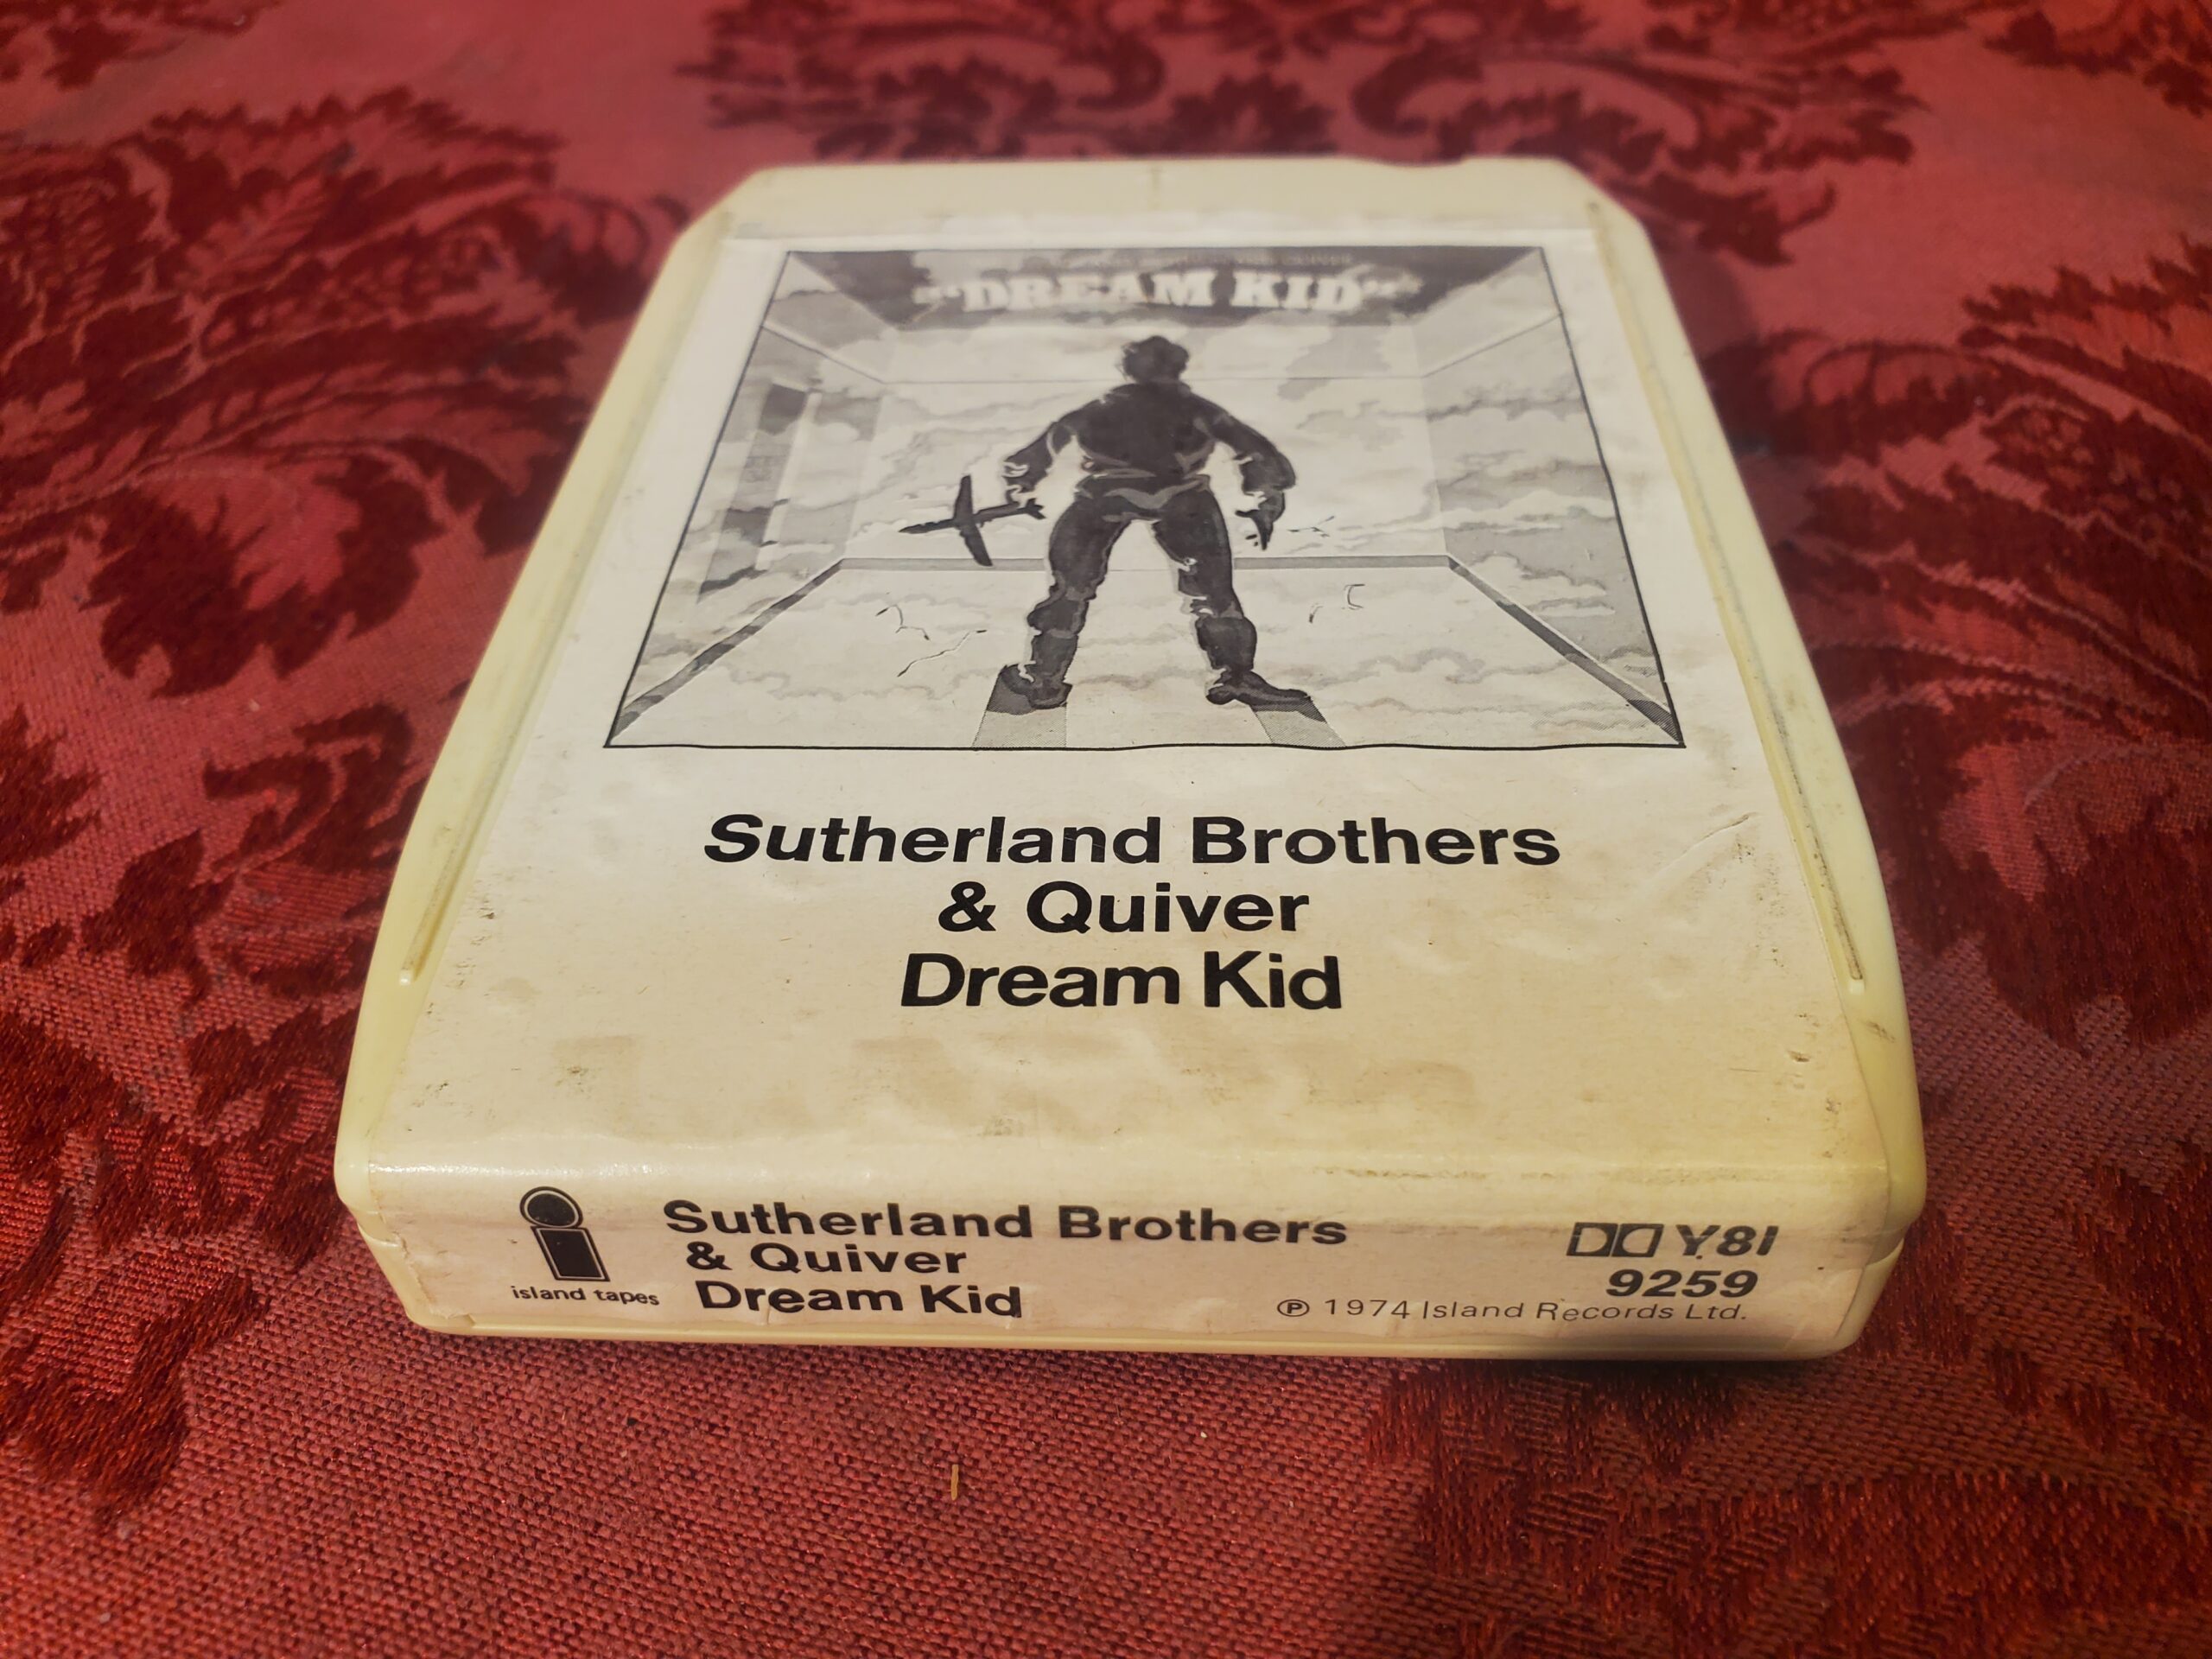 "DREAM KID"
Sutherland Brothers
& Quiver
Dream Kid
island tapes
Sutherland Brothers
& Quiver
Dream Kid
Y8I
9259
℗ 1974 Island Records Ltd.